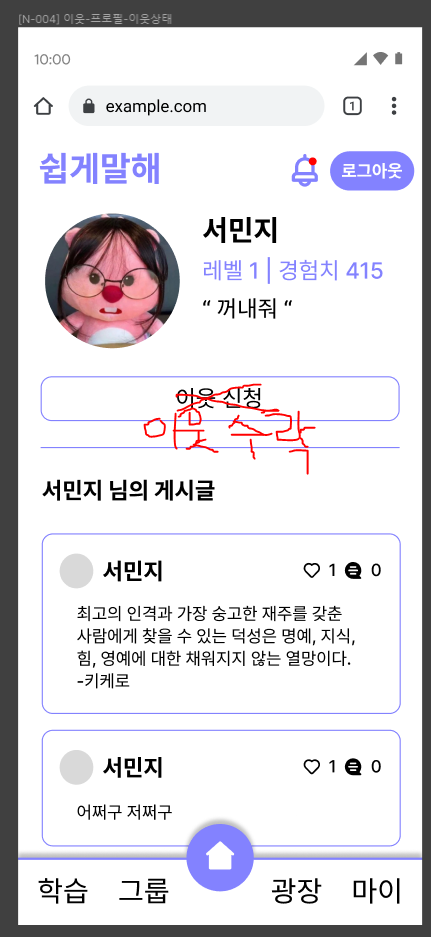 [N-004] 이웃-프로필-이웃상태
10:00
example.com
1
쉽게말해
로그아웃
서민지
레벨 1 | 경험치 415
“ 꺼내줘 “
이웃 신청
이웃 수락
서민지 님의 게시글
서민지 1 0
최고의 인격과 가장 숭고한 재주를 갖춘
사람에게 찾을 수 있는 덕성은 명예, 지식,
힘, 영예에 대한 채워지지 않는 열망이다.
-키케로
서민지 1 0
어쩌구 저쩌구
학습 그룹 광장 마이